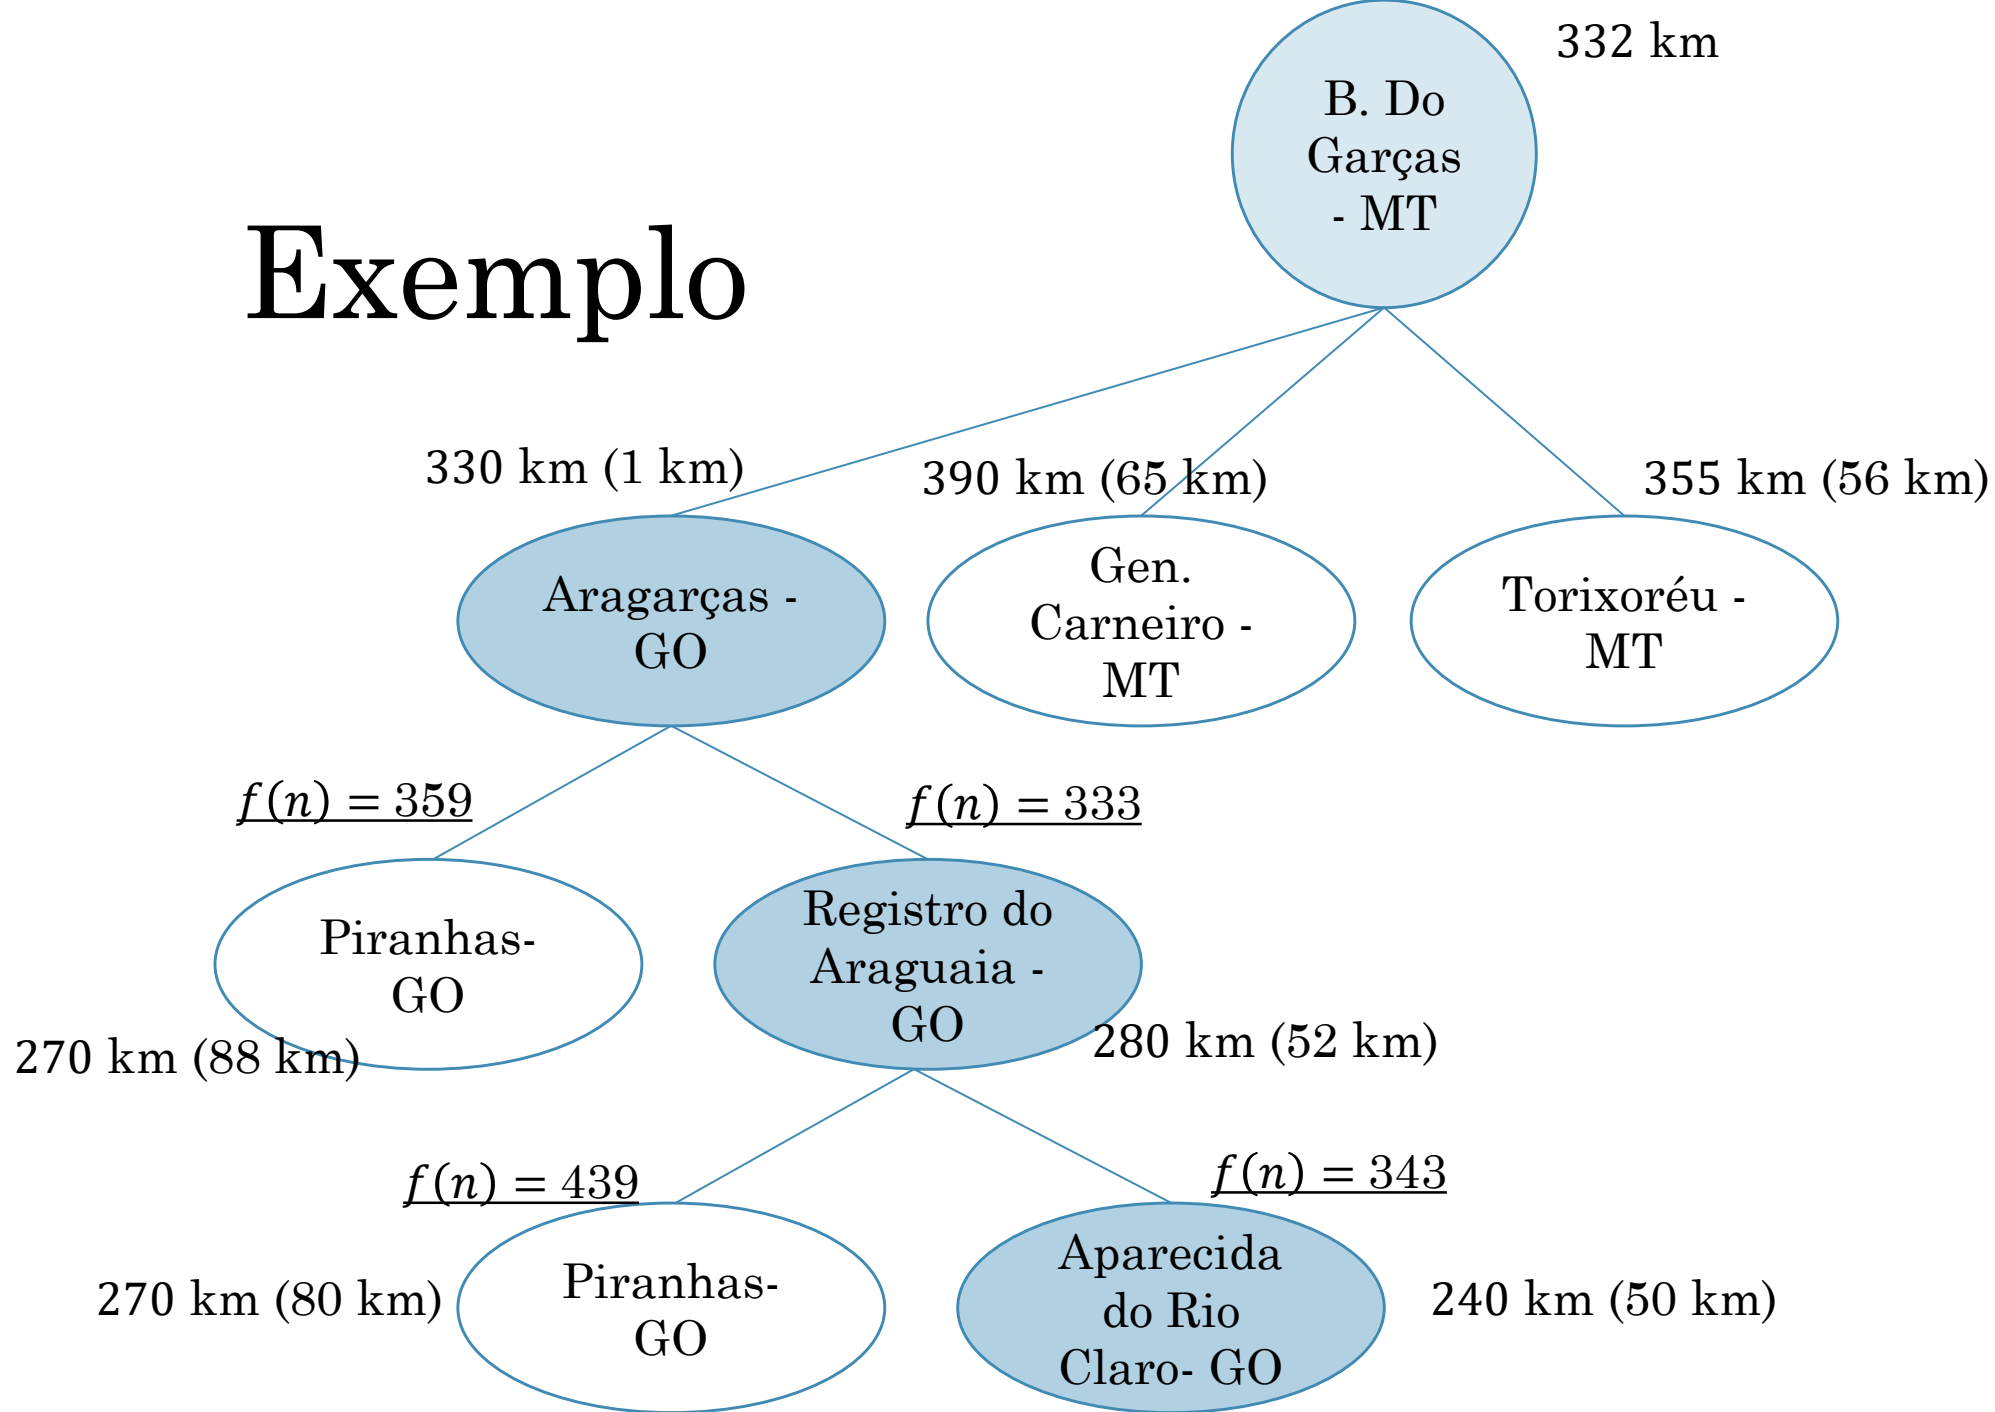 332 km
B. Do
Garças
- MT
Exemplo
330 km (1 km)
390 km (65 km)
355 km (56 km)
Aragarças -
GO
Gen.
Carneiro -
MT
Torixoréu -
MT
f(n) = 359
f(n) = 333
Piranhas-
GO
270 km (88 km)
Registro do
Araguaia -
GO
280 km (52 km)
f(n) = 439
f(n) = 343
270 km (80 km)
Piranhas-
GO
Aparecida
do Rio
Claro- GO
240 km (50 km)